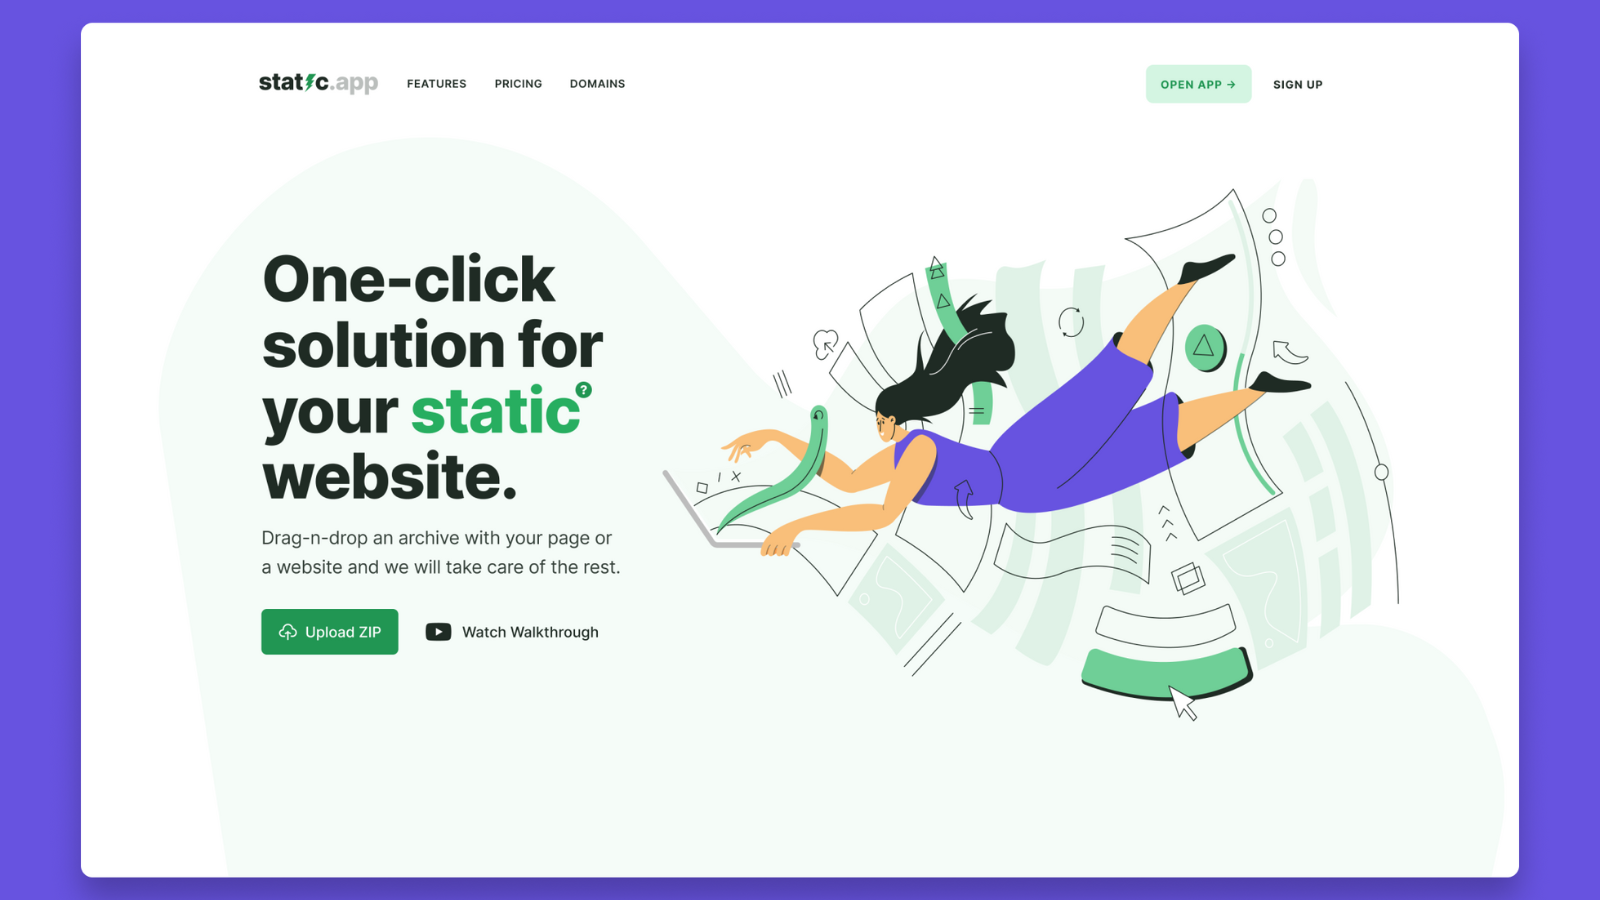 static.app
FEATURES
PRICING
DOMAINS
OPEN APP →
SIGN UP
One-click
solution for
your static?
website.
Drag-n-drop an archive with your page or
a website and we will take care of the rest.
Upload ZIP
Watch Walkthrough